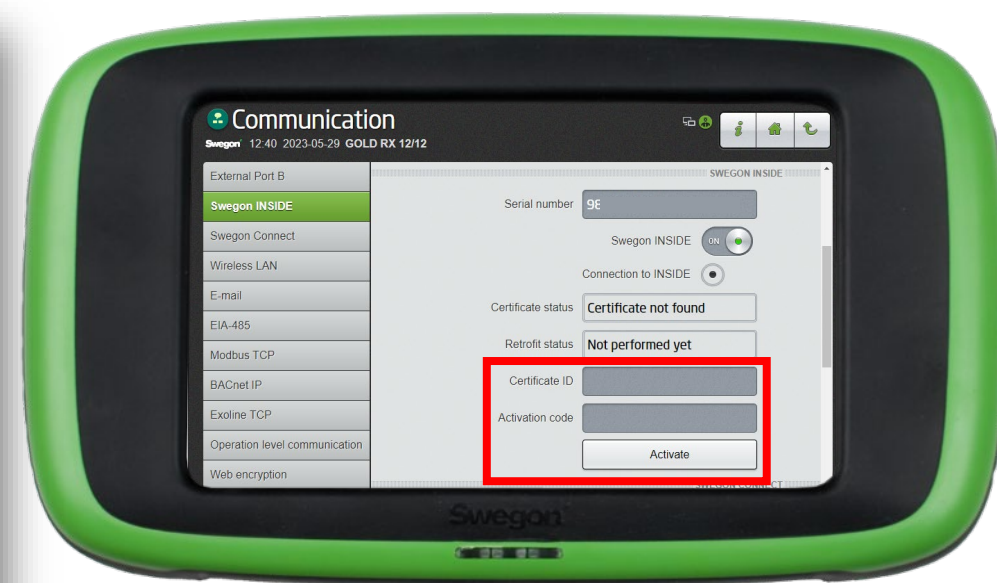 Communication
Swegon 12:40 2023-05-29 GOLD RX 12/12
External Port B
Swegon INSIDE
Swegon Connect
Wireless LAN
E-mail
EIA-485
Modbus TCP
BACnet IP
Exoline TCP
Operation level communication
Web encryption
SWEGON INSIDE
Serial number
Swegon INSIDE ON
Connection to INSIDE
Certificate status Certificate not found
Retrofit status Not performed yet
Certificate ID
Activation code
Activate
SWEGON CONNECT
Swegon